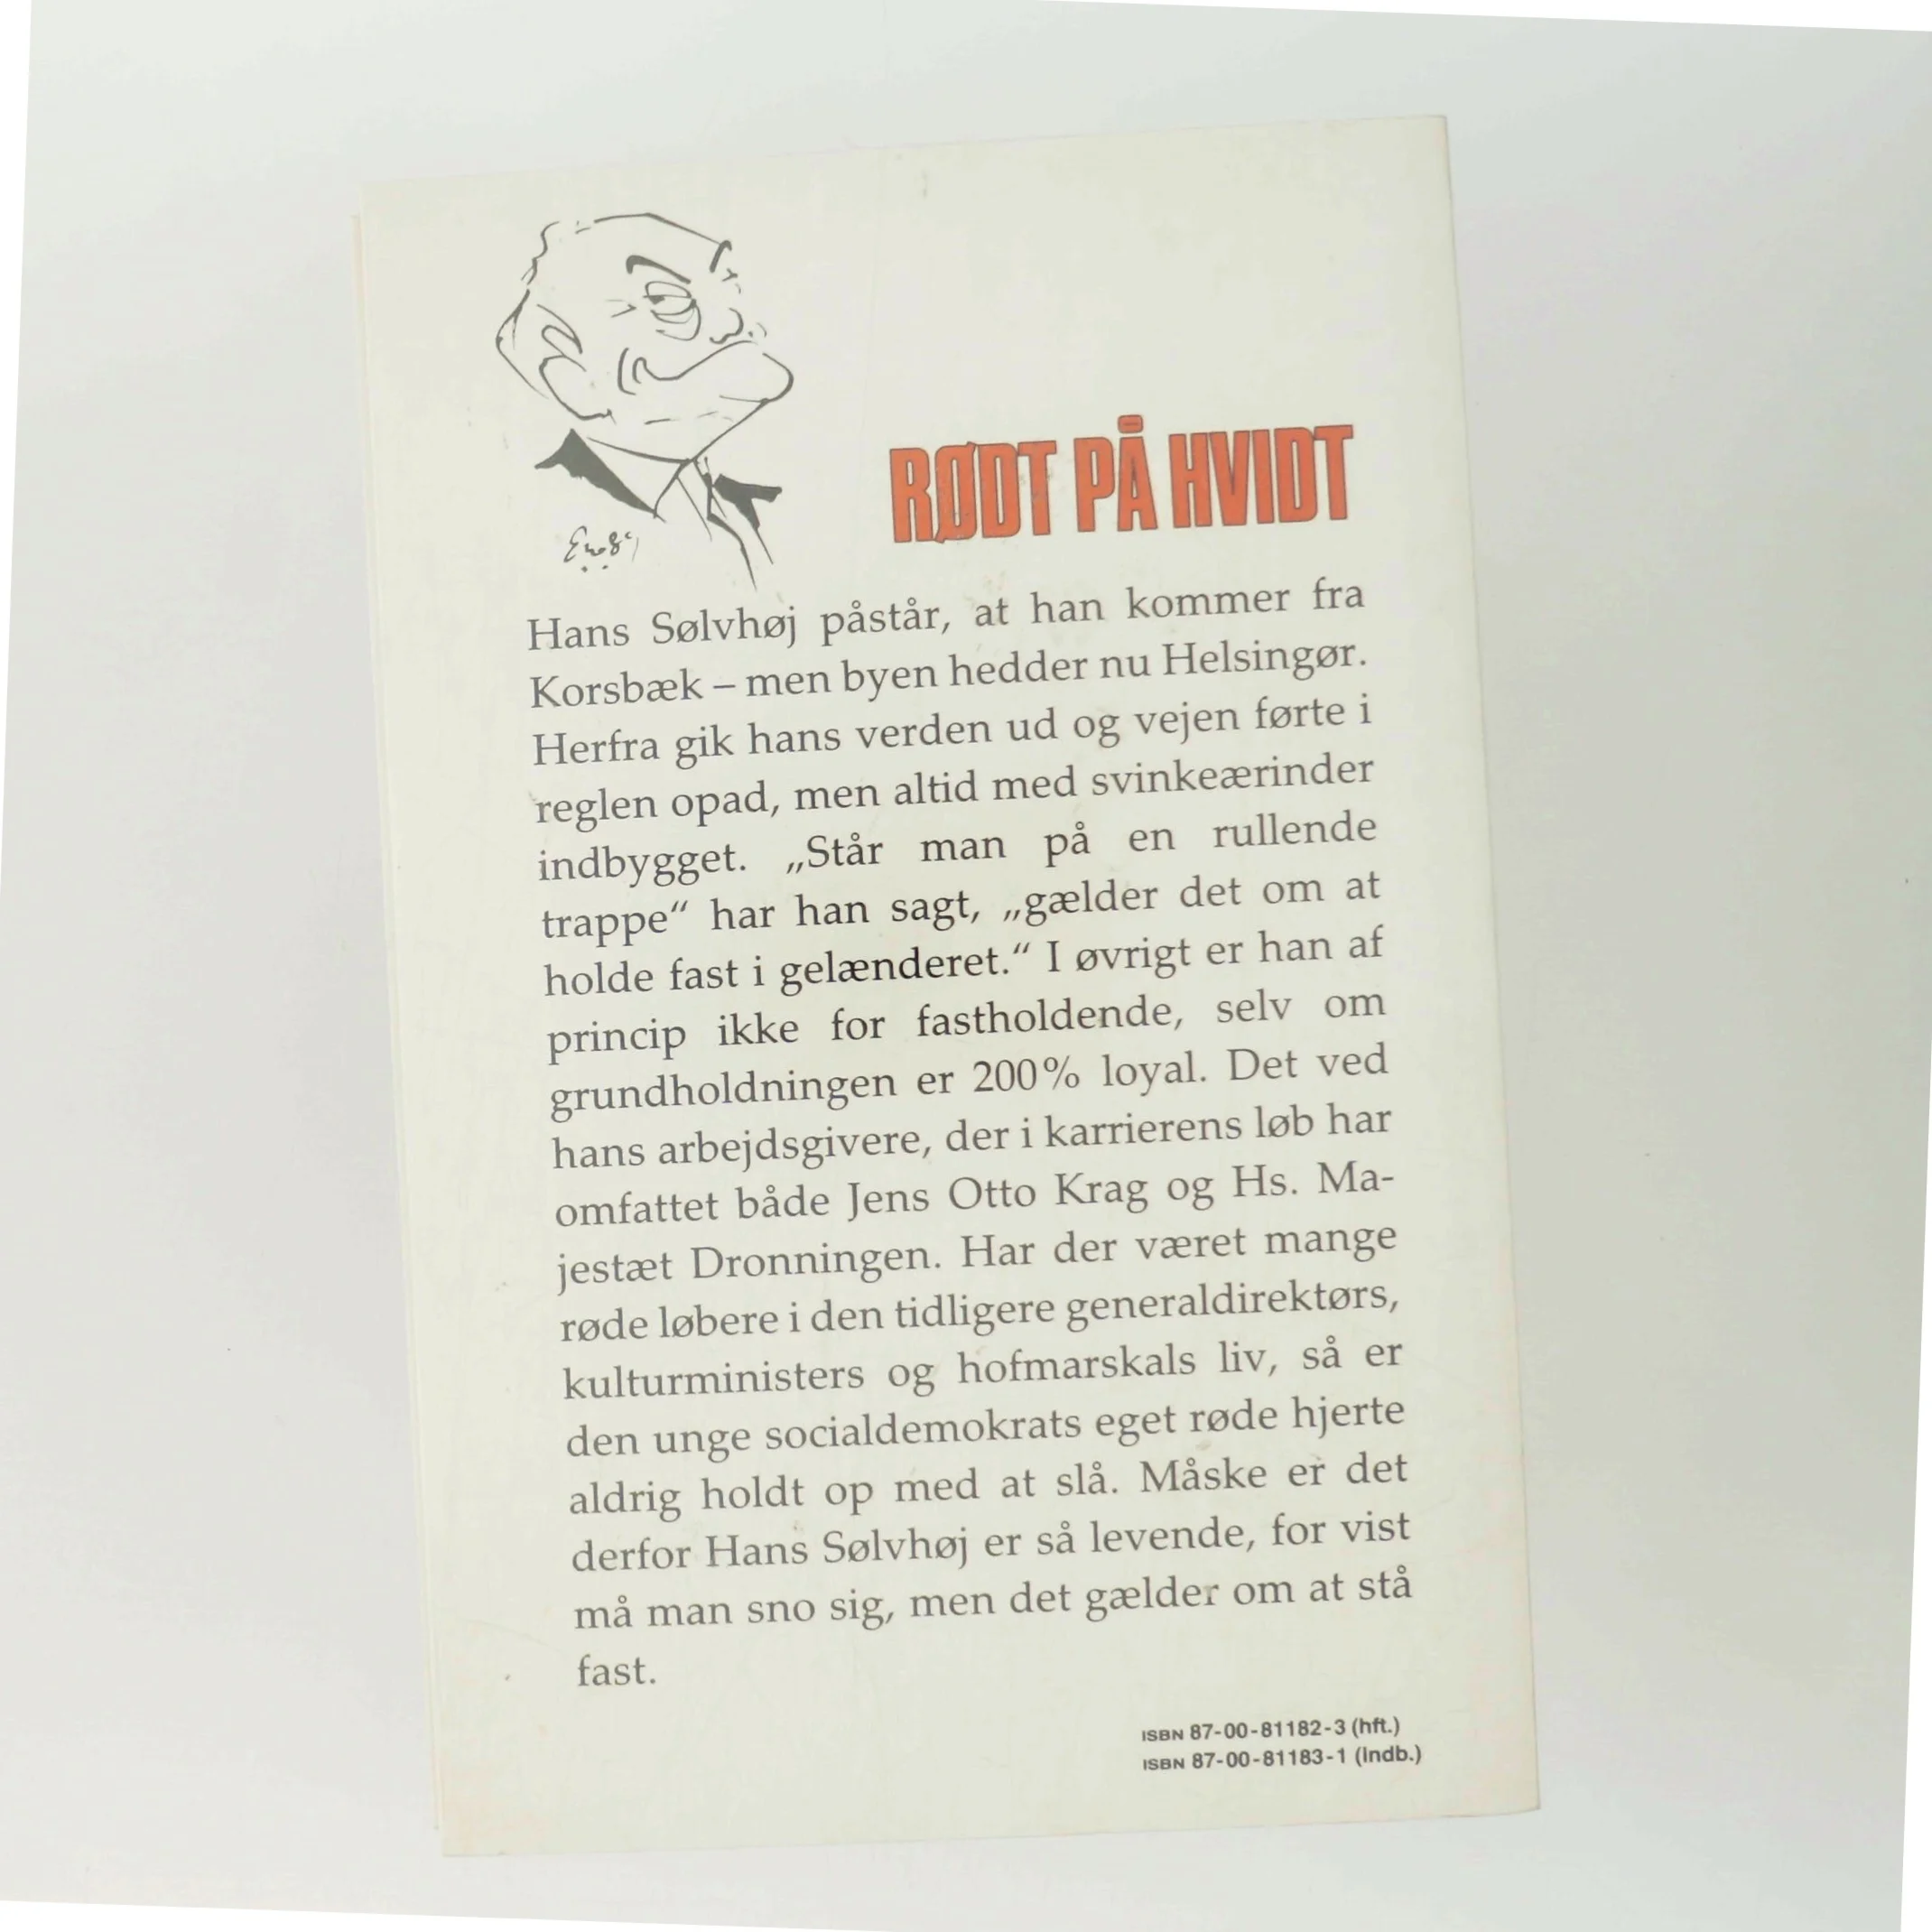 RØDT PÅ HVIDT
Hans Sølvhøj påstår, at han kommer fra
Korsbæk – men byen hedder nu Helsingør.
Herfra gik hans verden ud og vejen førte i
reglen opad, men altid med svinkeærinder
indbygget. „Står man på en rullende
trappe“ har han sagt, „gælder det om at
holde fast i gelænderet.“ I øvrigt er han af
princip ikke for fastholdende, selv om
grundholdningen er 200% loyal. Det ved
hans arbejdsgivere, der i karrierens løb har
omfattet både Jens Otto Krag og Hs. Ma-
jestæt Dronningen. Har der været mange
røde løbere i den tidligere generaldirektørs,
kulturministers og hofmarskals liv, så er
den unge socialdemokrats eget røde hjerte
aldrig holdt op med at slå. Måske er det
derfor Hans Sølvhøj er så levende, for vist
må man sno sig, men det gælder om at stå
fast.
ISBN 87-00-81182-3 (hft.)
ISBN 87-00-81183-1 (Indb.)